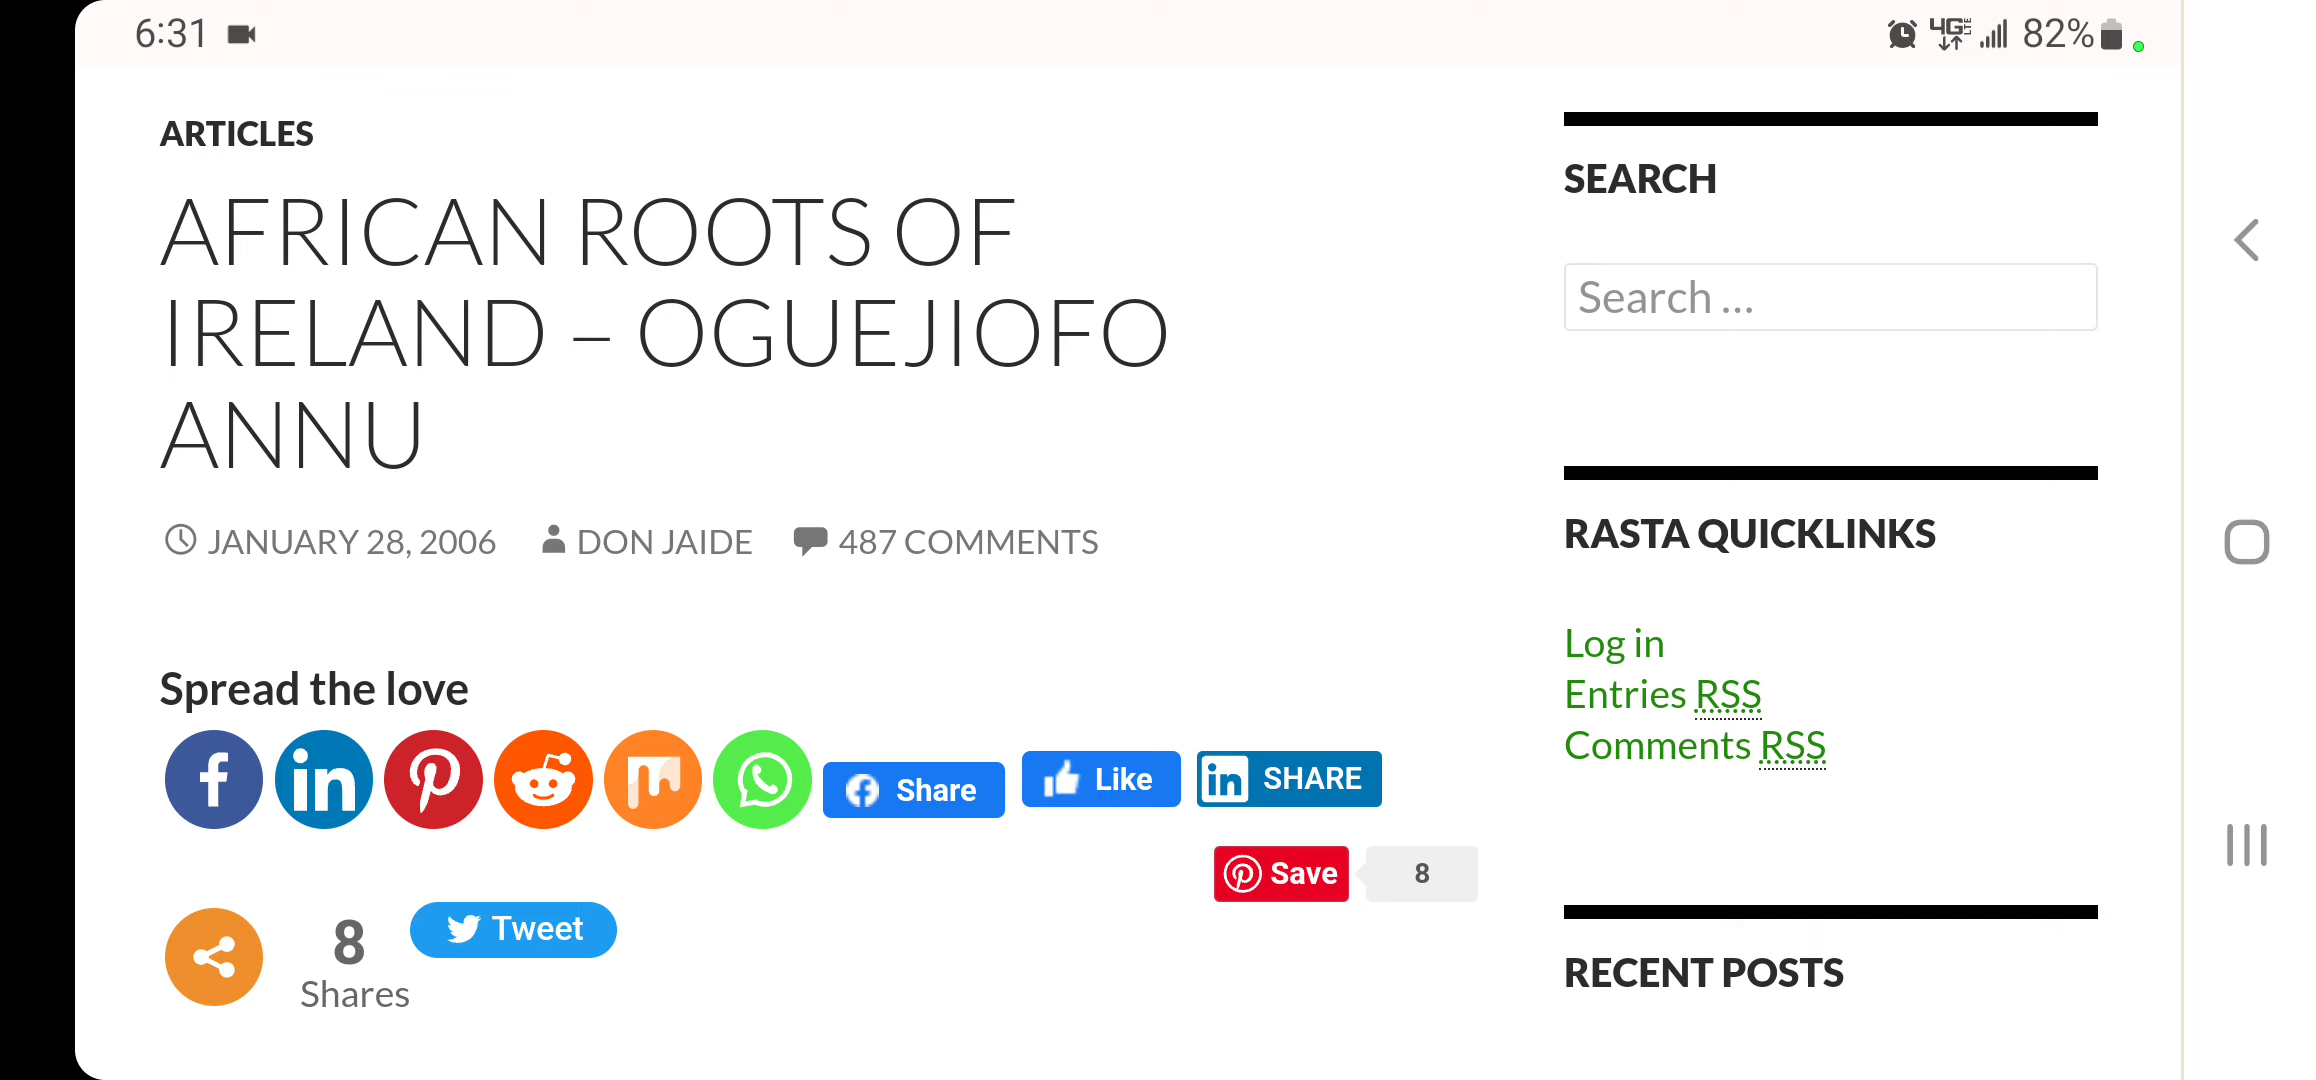 6:31
4G LTE 82%
ARTICLES
AFRICAN ROOTS OF
IRELAND – OGUEJIOFO
ANNU
JANUARY 28, 2006 DON JAIDE 487 COMMENTS
Spread the love
Share
Like
SHARE
Save 8
8
Shares
Tweet
SEARCH
Search ...
RASTA QUICKLINKS
Log in
Entries RSS
Comments RSS
RECENT POSTS